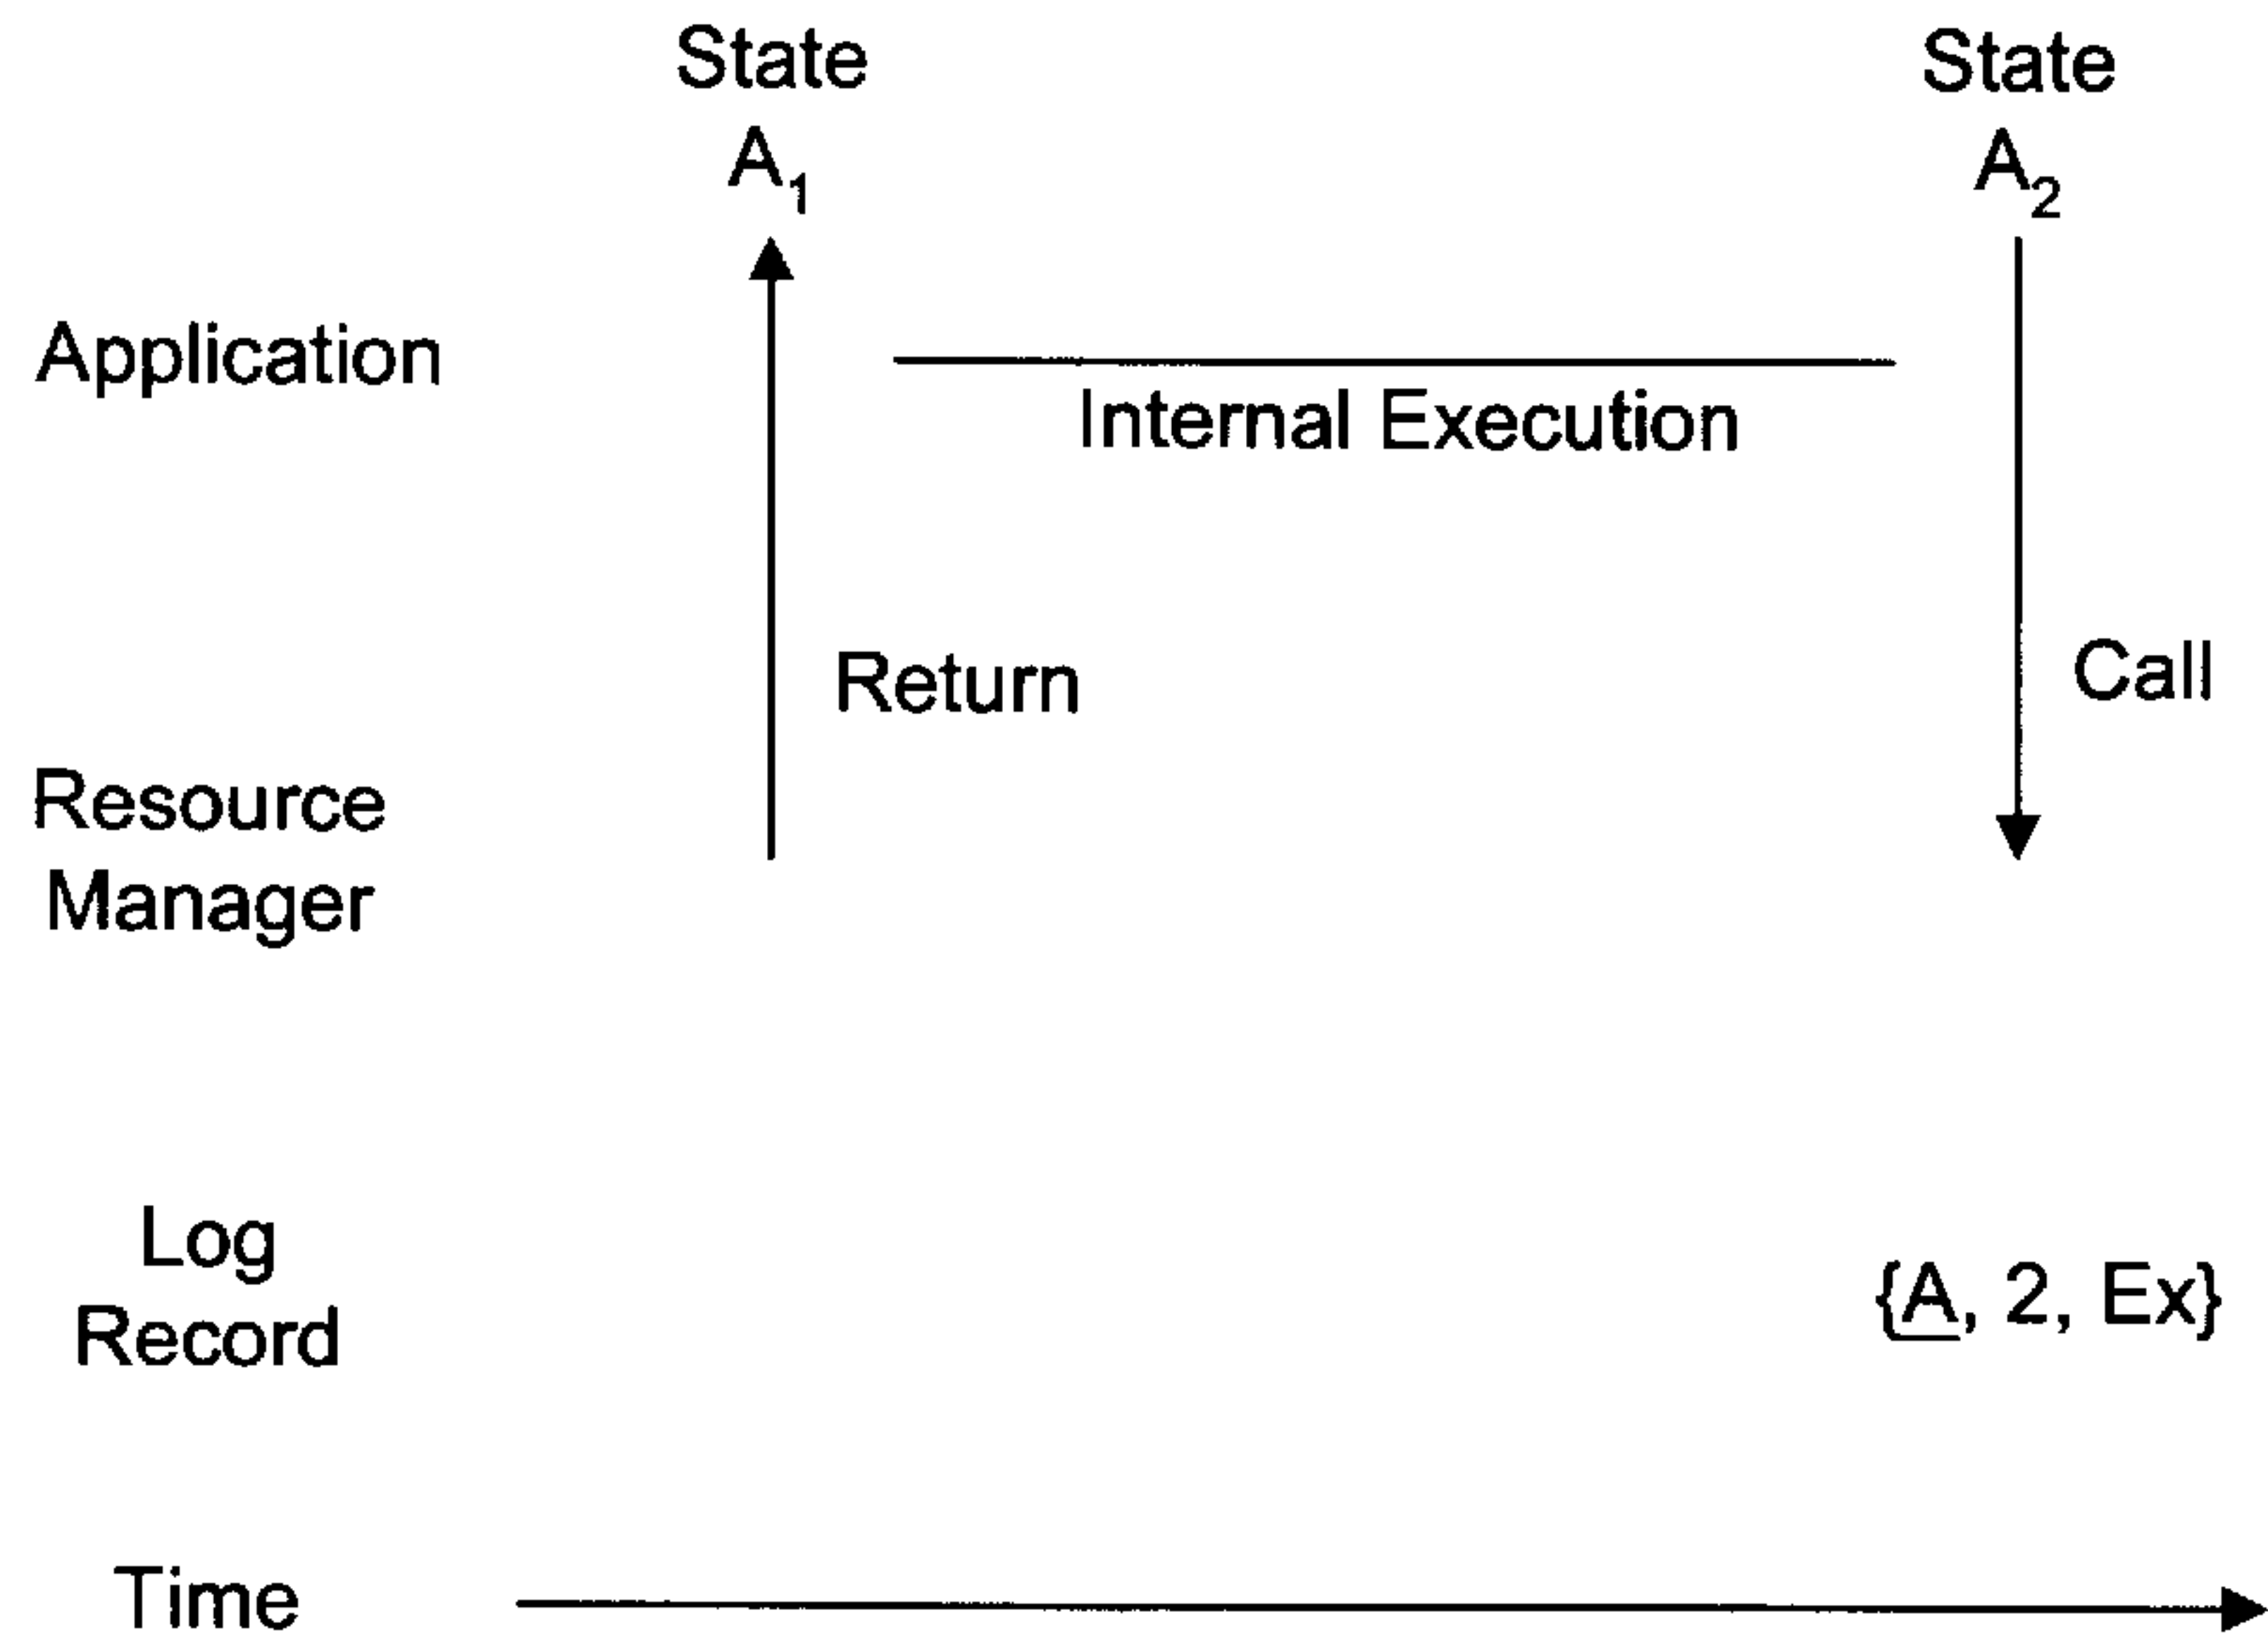 State
A₁
State
A₂
Application
Internal Execution
Return
Call
Resource
Manager
Log
Record
{A, 2, Ex}
Time